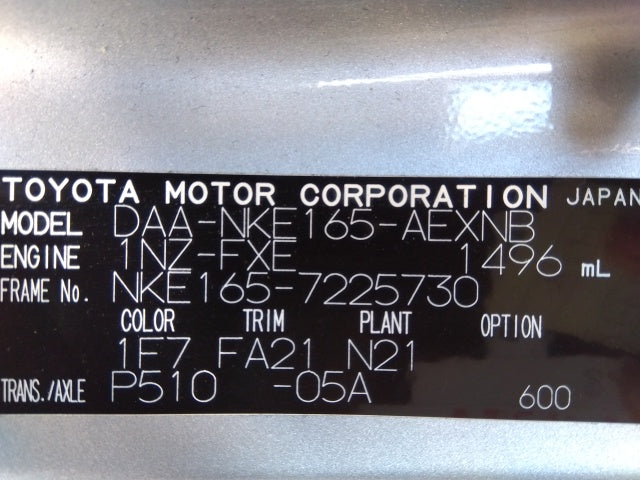 TOYOTA MOTOR CORPORATION JAPAN
MODEL DAA-NKE165-AEXNB
ENGINE 1NZ-FXE 1496 mL
FRAME No. NKE165-7225730
COLOR TRIM PLANT OPTION
1E7 FA21 N21
TRANS./AXLE P510 -05A 600